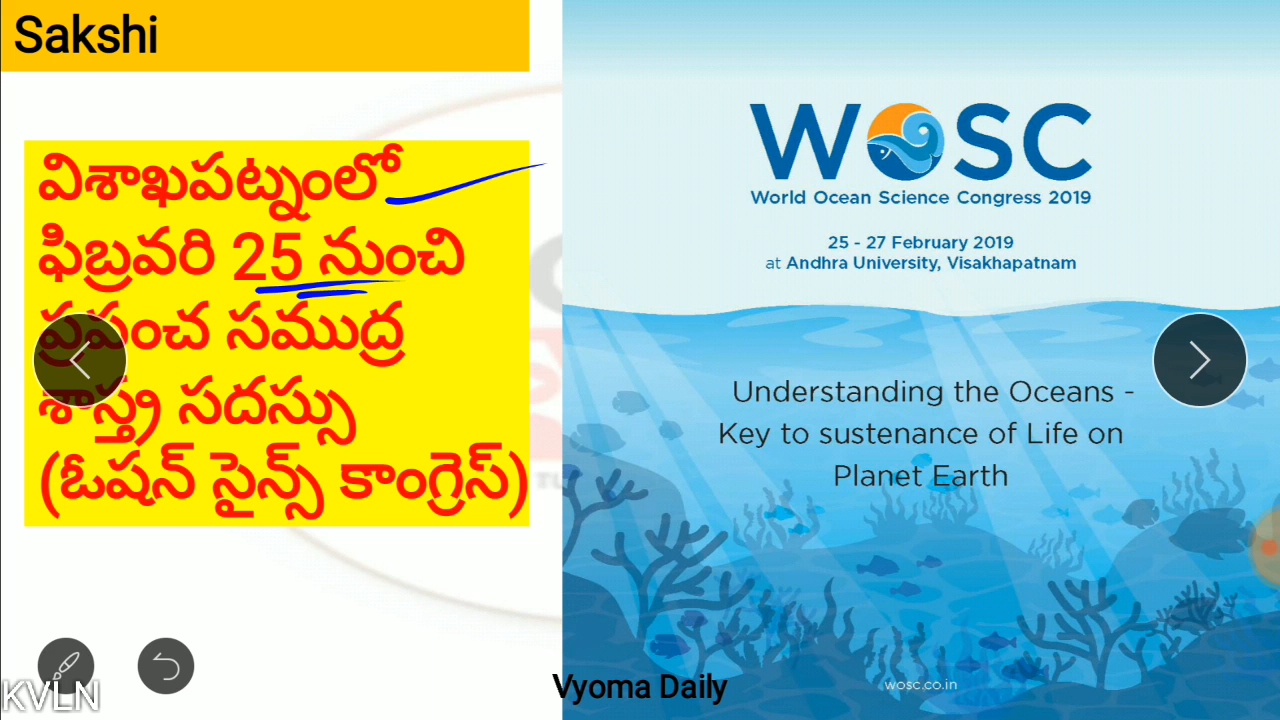 Sakshi
విశాఖపట్నంలో
ఫిబ్రవరి 25 నుంచి
ప్రపంచ సముద్ర
శాస్త్ర సదస్సు
(ఓషన్ సైన్స్ కాంగ్రెస్)
KVLN
WOSC
World Ocean Science Congress 2019
25 - 27 February 2019
at Andhra University, Visakhapatnam
Understanding the Oceans -
Key to sustenance of Life on
Planet Earth
wosc.co.in
Vyoma Daily